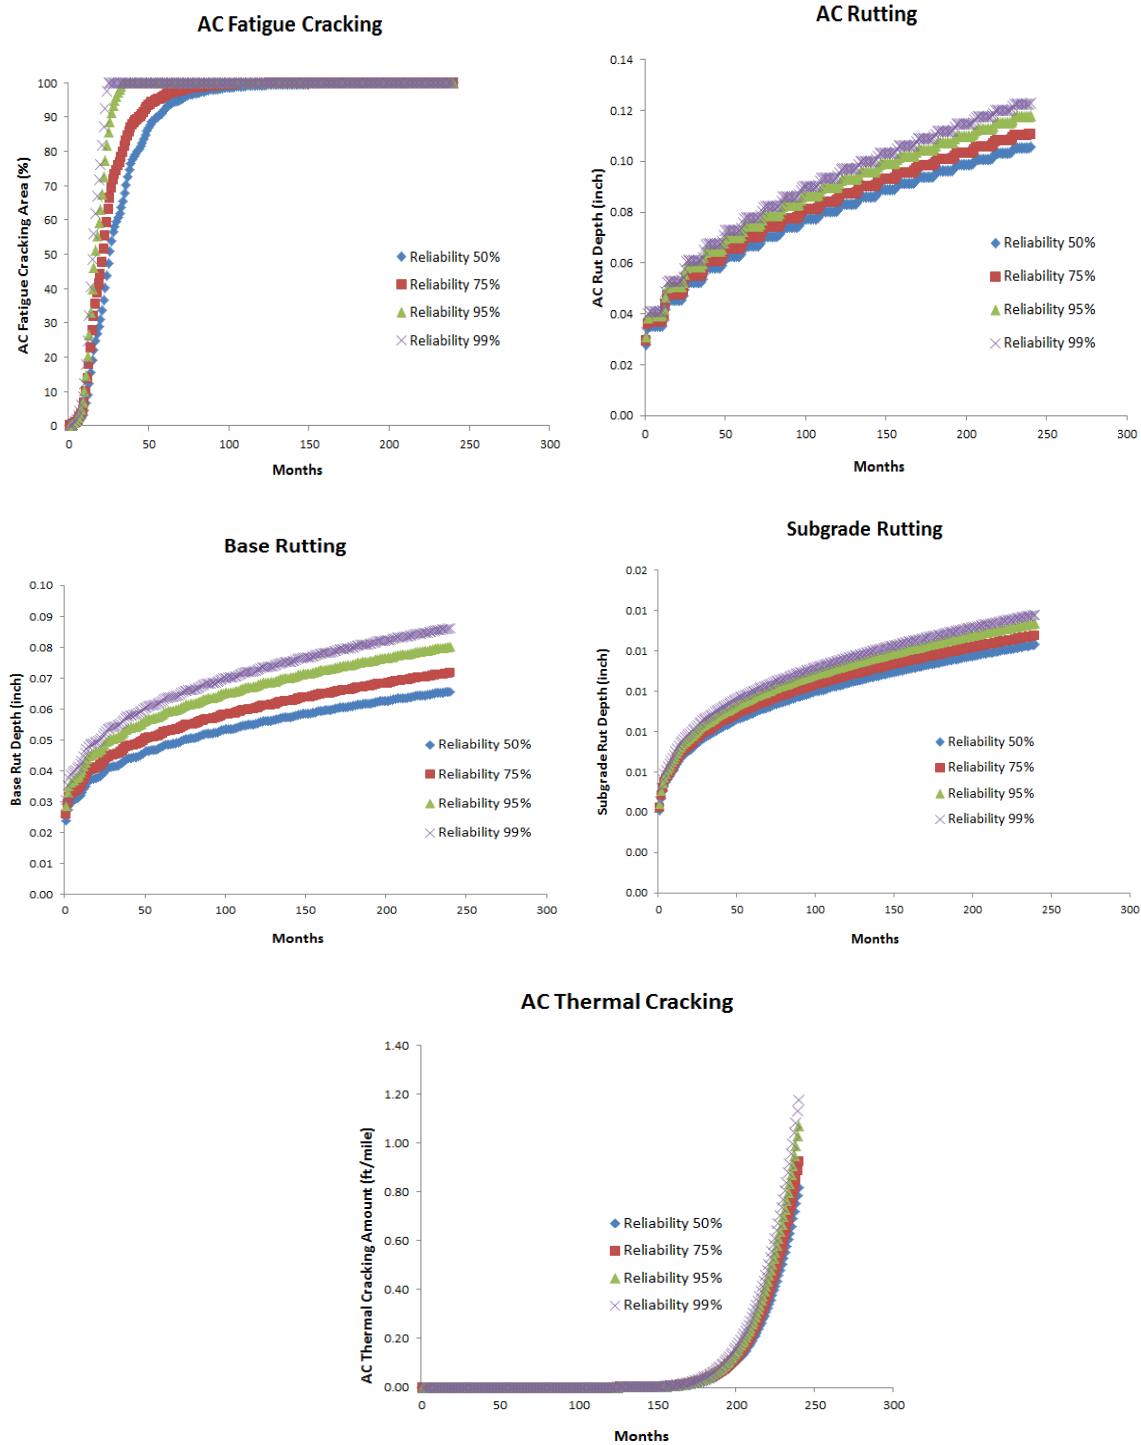 AC Fatigue Cracking
AC Fatigue Cracking Area (%)
100
90
80
70
60
50
40
30
20
10
0
0 50 100 150 200 250 300
Months
Reliability 50%
Reliability 75%
Reliability 95%
Reliability 99%
AC Rutting
AC Rut Depth (inch)
0.14
0.12
0.10
0.08
0.06
0.04
0.02
0.00
0 50 100 150 200 250 300
Months
Reliability 50%
Reliability 75%
Reliability 95%
Reliability 99%
Base Rutting
Base Rut Depth (inch)
0.10
0.09
0.08
0.07
0.06
0.05
0.04
0.03
0.02
0.01
0.00
0 50 100 150 200 250 300
Months
Reliability 50%
Reliability 75%
Reliability 95%
Reliability 99%
Subgrade Rutting
Subgrade Rut Depth (inch)
0.02
0.01
0.01
0.01
0.01
0.01
0.00
0.00
0.00
0 50 100 150 200 250 300
Months
Reliability 50%
Reliability 75%
Reliability 95%
Reliability 99%
AC Thermal Cracking
AC Thermal Cracking Amount (ft/mile)
1.40
1.20
1.00
0.80
0.60
0.40
0.20
0.00
0 50 100 150 200 250 300
Months
Reliability 50%
Reliability 75%
Reliability 95%
Reliability 99%